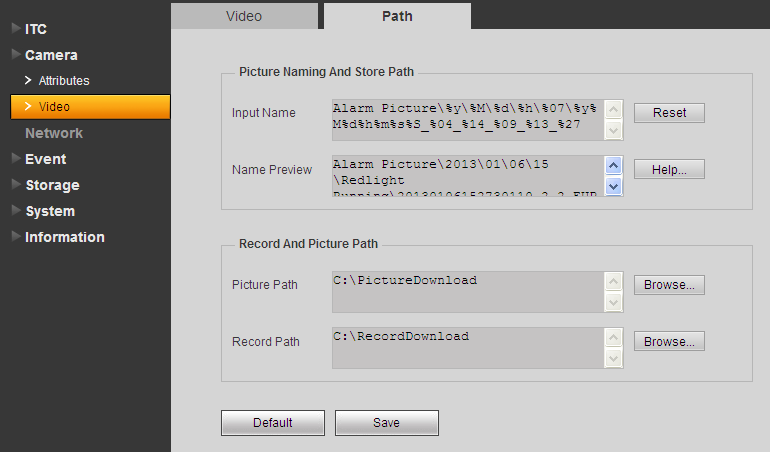 Video
Path
ITC
Camera
Attributes
Video
Network
Event
Storage
System
Information
Picture Naming And Store Path
Input Name
Alarm Picture\%y\%M\%d\%h\%07\%y%
M%d%h%m%s%S_%04_%14_%09_%13_%27
Reset
Name Preview
Alarm Picture\2013\01\06\15
\Redlight
Help...
Record And Picture Path
Picture Path
C:\PictureDownload
Browse...
Record Path
C:\RecordDownload
Browse...
Default
Save